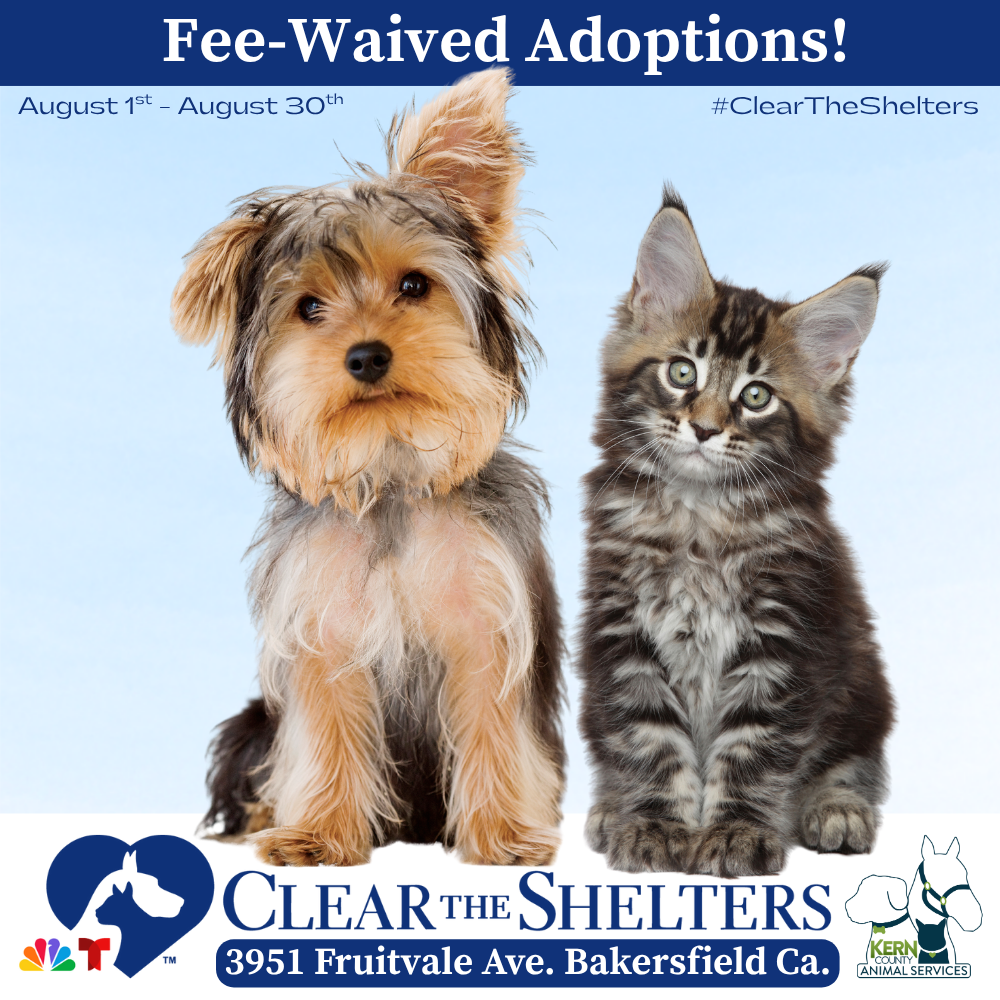 Fee-Waived Adoptions!
August 1st - August 30th
#ClearTheShelters
CLEAR THE SHELTERS
TM
3951 Fruitvale Ave. Bakersfield Ca.
KERN
COUNTY
ANIMAL SERVICES